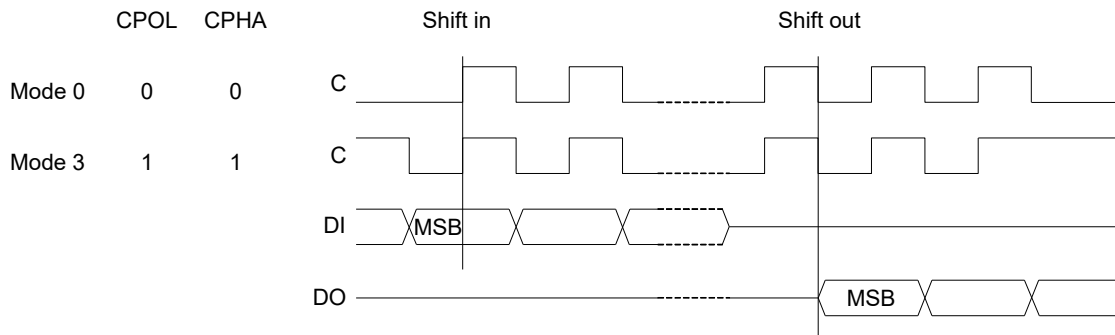 CPOL CPHA Shift in Shift out
Mode 0 0 0 C
Mode 3 1 1 C
DI MSB
DO MSB